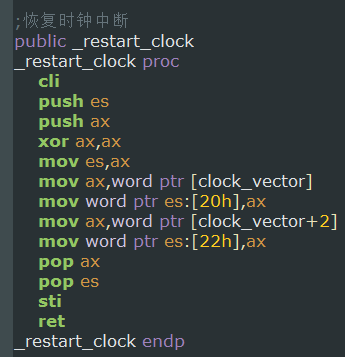 ;恢复时钟中断
public _restart_clock
_restart_clock proc
cli
push es
push ax
xor ax,ax
mov es,ax
mov ax,word ptr [clock_vector]
mov word ptr es:[20h],ax
mov ax,word ptr [clock_vector+2]
mov word ptr es:[22h],ax
pop ax
pop es
sti
ret
_restart_clock endp